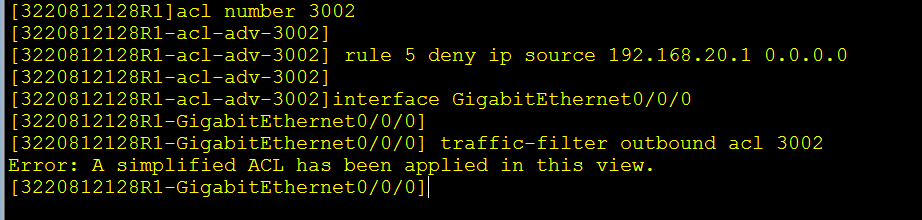 [3220812128R1]acl number 3002
[3220812128R1-acl-adv-3002]
[3220812128R1-acl-adv-3002] rule 5 deny ip source 192.168.20.1 0.0.0.0
[3220812128R1-acl-adv-3002]
[3220812128R1-acl-adv-3002]interface GigabitEthernet0/0/0
[3220812128R1-GigabitEthernet0/0/0]
[3220812128R1-GigabitEthernet0/0/0] traffic-filter outbound acl 3002
Error: A simplified ACL has been applied in this view.
[3220812128R1-GigabitEthernet0/0/0]